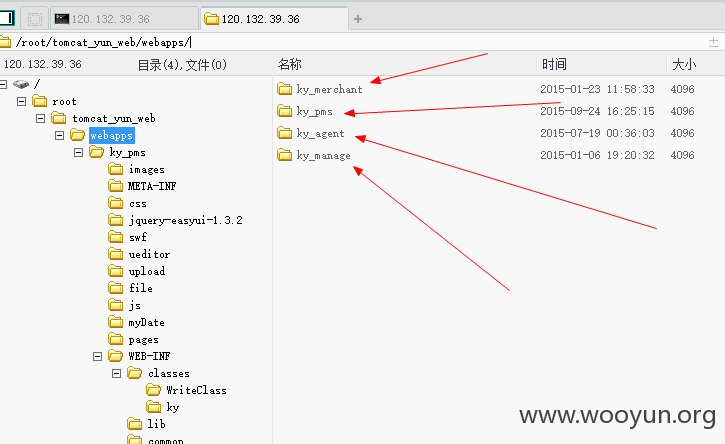 120.132.39.36
120.132.39.36
+
/root/tomcat_yun_web/webapps/
120.132.39.36 目录(4),文件(0)
名称 时间 大小
/
root
tomcat_yun_web
webapps
ky_pms
images
META-INF
css
jquery-easyui-1.3.2
swf
ueditor
upload
file
js
myDate
pages
WEB-INF
classes
WriteClass
ky
lib
common
ky_merchant 2015-01-23 11:58:33 4096
ky_pms 2015-09-24 16:25:15 4096
ky_agent 2015-07-19 00:36:03 4096
ky_manage 2015-01-06 19:20:32 4096
www.wooyun.org